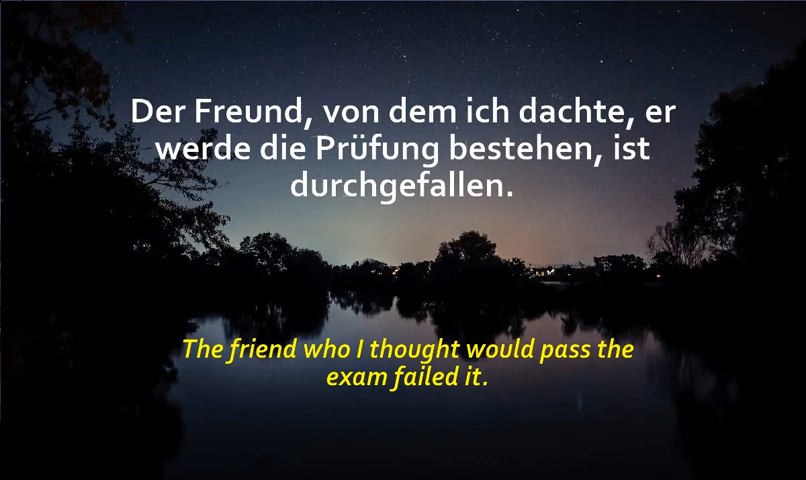 Der Freund, von dem ich dachte, er
werde die Prüfung bestehen, ist
durchgefallen.
The friend who I thought would pass the
exam failed it.